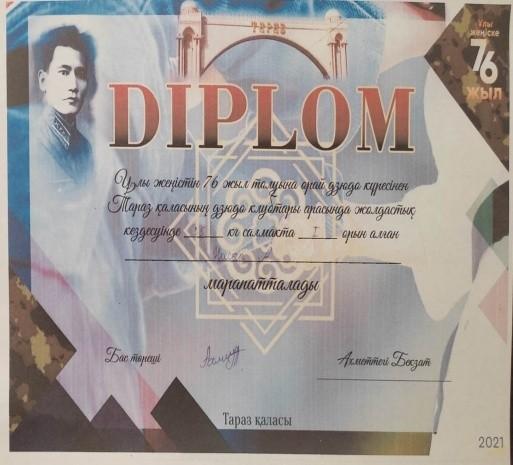 ТАРАЗ
Ұлы
жеңіске
76
ЖЫЛ
DIPLOM
Ұлы жеңістің 76 жыл толуына орай дзюдо күресінен
Тараз қаласының дзюдо клубтары арасында жолдастық
кездесуінде кг салмақта I орын алған
марапатталады
Бас төреші
Ахметтегі Бекзат
Тараз қаласы
2021